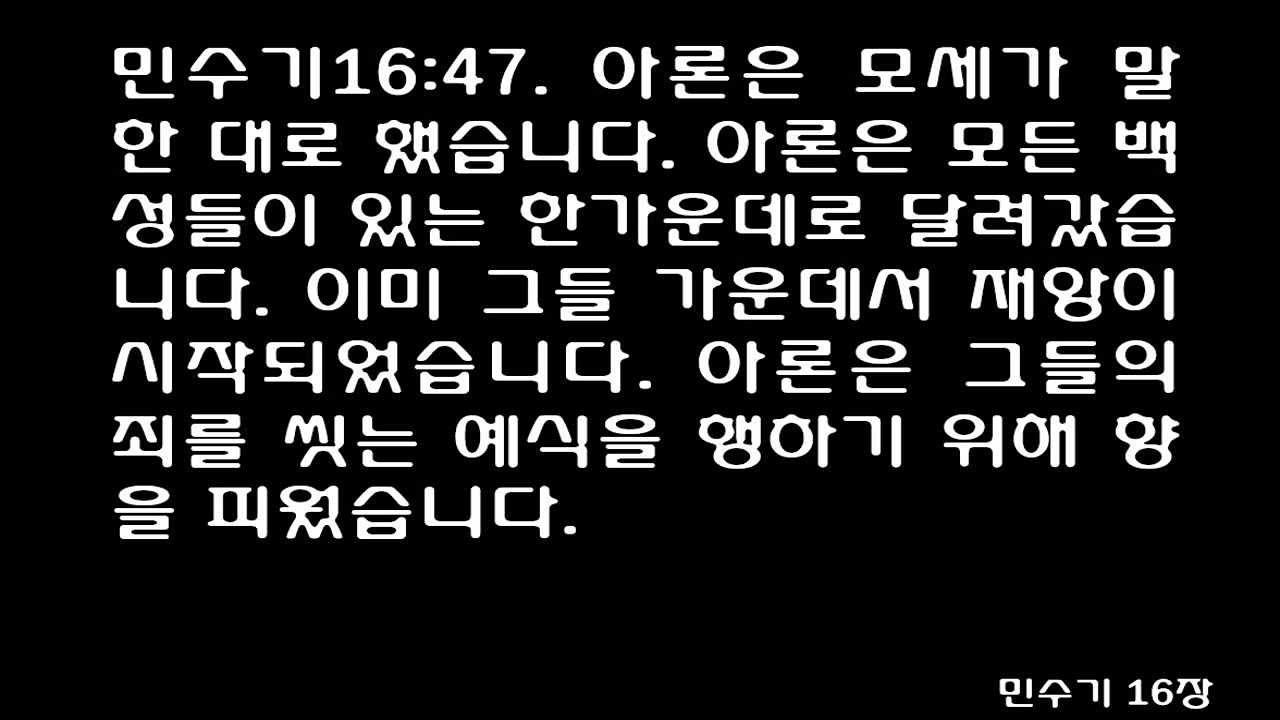 민수기16:47. 아론은 모세가 말
한 대로 했습니다. 아론은 모든 백
성들이 있는 한가운데로 달려갔습
니다. 이미 그들 가운데서 재앙이
시작되었습니다. 아론은 그들의
죄를 씻는 예식을 행하기 위해 향
을 피웠습니다.
민수기 16장